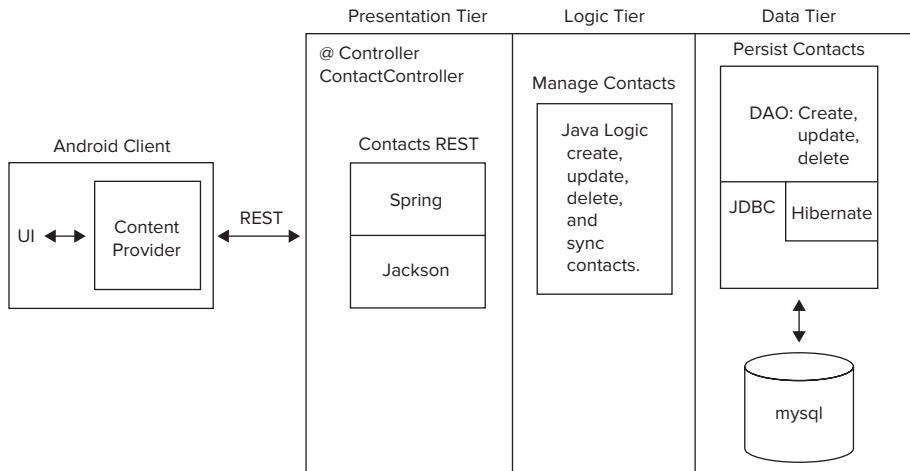 Presentation Tier
Logic Tier
Data Tier
@ Controller
ContactController
Persist Contacts
Manage Contacts
DAO: Create,
update,
delete
Java Logic
create,
update,
delete,
and
sync
contacts.
Android Client
Contacts REST
Spring
Jackson
JDBC
Hibernate
UI
Content
Provider
REST
mysql